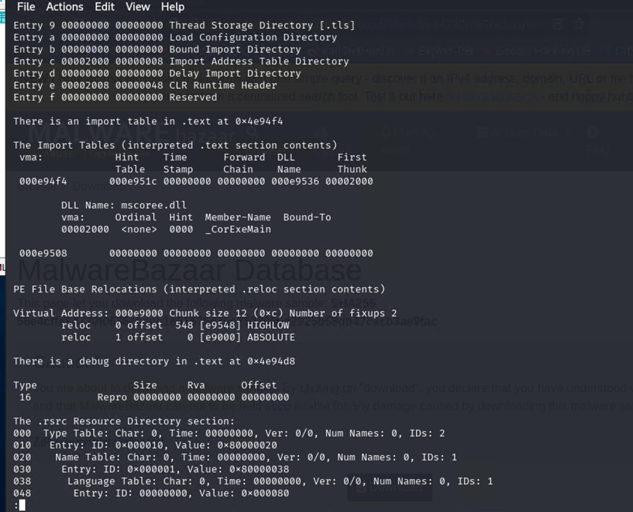 File Actions Edit View Help
Entry 9 00000000 00000000 Thread Storage Directory [.tls]
Entry a 00000000 00000000 Load Configuration Directory
Entry b 00000000 00000000 Bound Import Directory
Entry c 00002000 00000008 Import Address Table Directory
Entry d 00000000 00000000 Delay Import Directory
Entry e 00002008 00000048 CLR Runtime Header
Entry f 00000000 00000000 Reserved
There is an import table in .text at 0×4e94f4
The Import Tables (interpreted .text section contents)
vma: Hint Time Forward DLL First
Table Stamp Chain Name Thunk
000e94f4 000e951c 00000000 00000000 000e9536 00002000
DLL Name: mscoree.dll
vma: Ordinal Hint Member-Name Bound-To
00002000 <none> 0000 _CorExeMain
000e9508 00000000 00000000 00000000 00000000 00000000
MalwareBazaar Database
PE File Base Relocations (interpreted .reloc section contents)
Virtual Address: 000e9000 Chunk size 12 (0×c) Number of fixups 2
reloc 0 offset 548 [e9548] HIGHLOW
reloc 1 offset 0 [e9000] ABSOLUTE
There is a debug directory in .text at 0×4e94d8
Type Size Rva Offset
16 Repro 00000000 00000000 00000000
The .rsrc Resource Directory section:
000 Type Table: Char: 0, Time: 00000000, Ver: 0/0, Num Names: 0, IDs: 2
010 Entry: ID: 0×000010, Value: 0×80000020
020 Name Table: Char: 0, Time: 00000000, Ver: 0/0, Num Names: 0, IDs: 1
030 Entry: ID: 0×000001, Value: 0×80000038
038 Language Table: Char: 0, Time: 00000000, Ver: 0/0, Num Names: 0, IDs: 1
048 Entry: ID: 00000000, Value: 0×000080
: